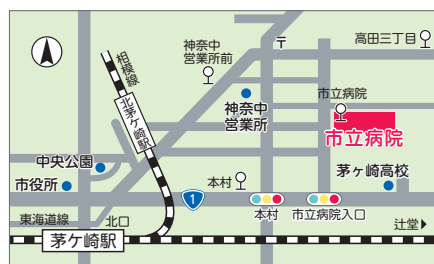 高田三丁目
神奈中
営業所前
〒
相模線
市立病院
北茅ケ崎駅
神奈中
営業所
市立病院
中央公園
茅ケ崎高校
市役所
本村
1
東海道線
北口
本村
市立病院入口
辻堂
茅ケ崎駅